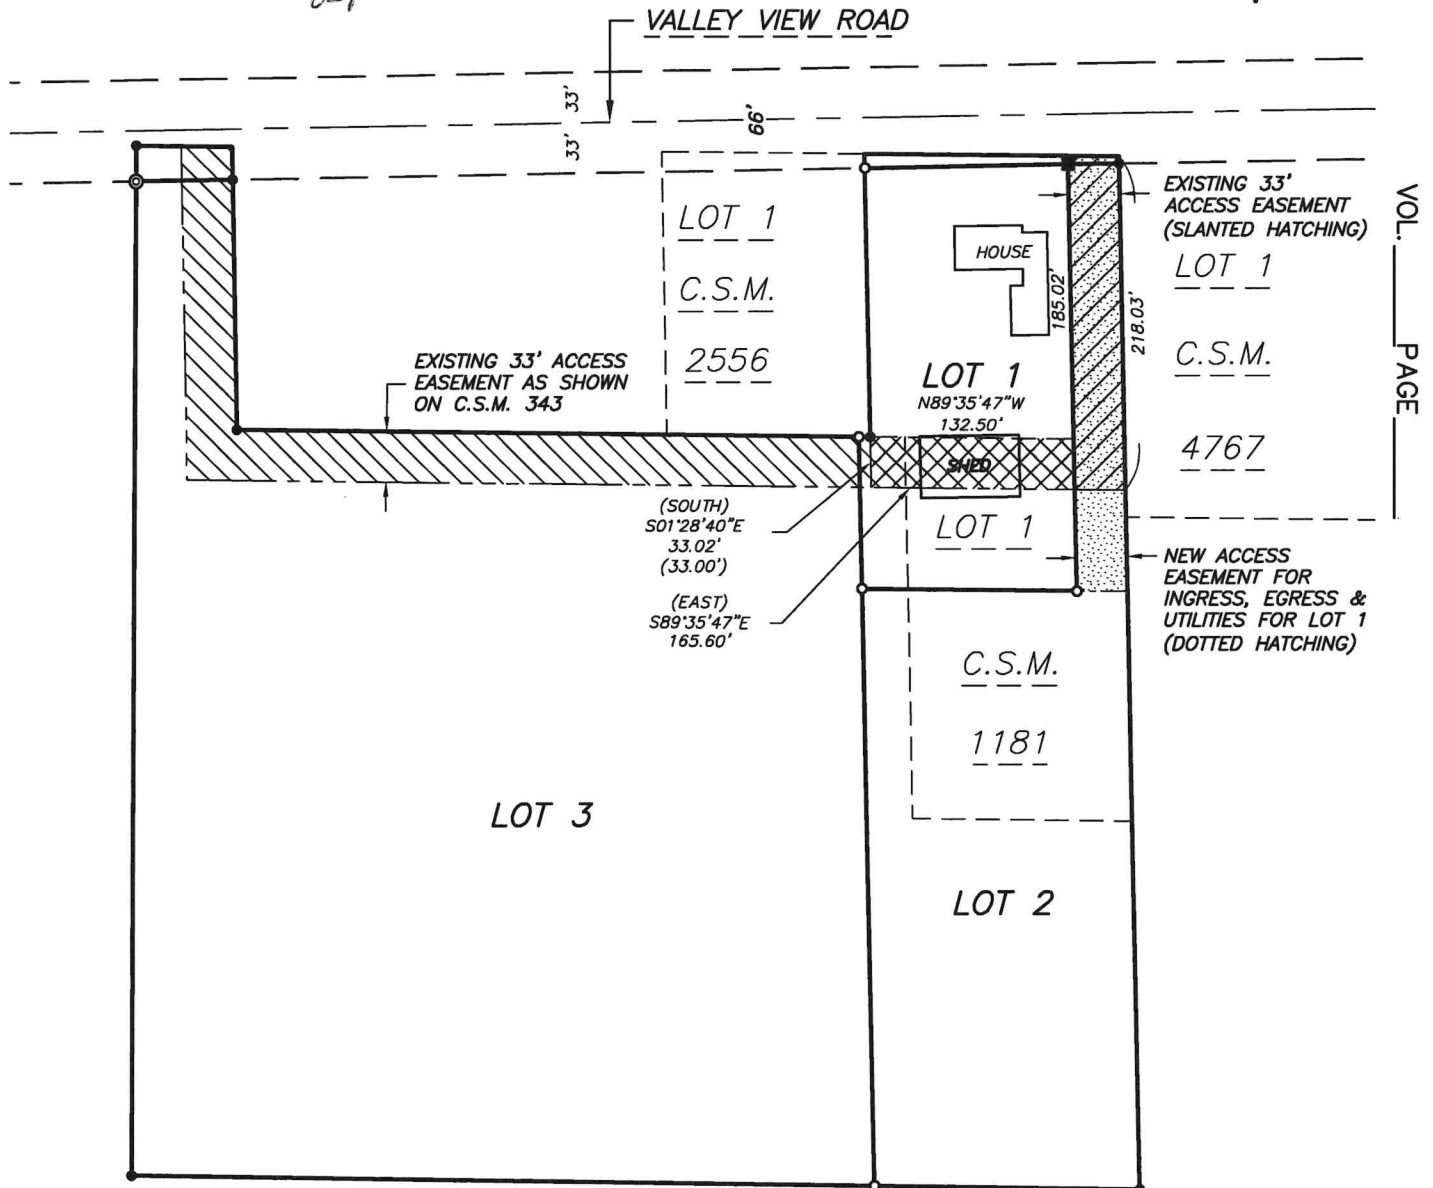 VALLEY VIEW ROAD
33'
33'
66'
EXISTING 33'
ACCESS EASEMENT
(SLANTED HATCHING)
VOL. PAGE
LOT 1
C.S.M.
2556
HOUSE
185.02'
218.03'
LOT 1
C.S.M.
4767
EXISTING 33' ACCESS
EASEMENT AS SHOWN
ON C.S.M. 343
LOT 1
N89°35'47"W
132.50'
SHED
(SOUTH)
S01°28'40"E
33.02'
(33.00')
(EAST)
S89°35'47"E
165.60'
LOT 1
C.S.M.
1181
NEW ACCESS
EASEMENT FOR
INGRESS, EGRESS &
UTILITIES FOR LOT 1
(DOTTED HATCHING)
LOT 3
LOT 2